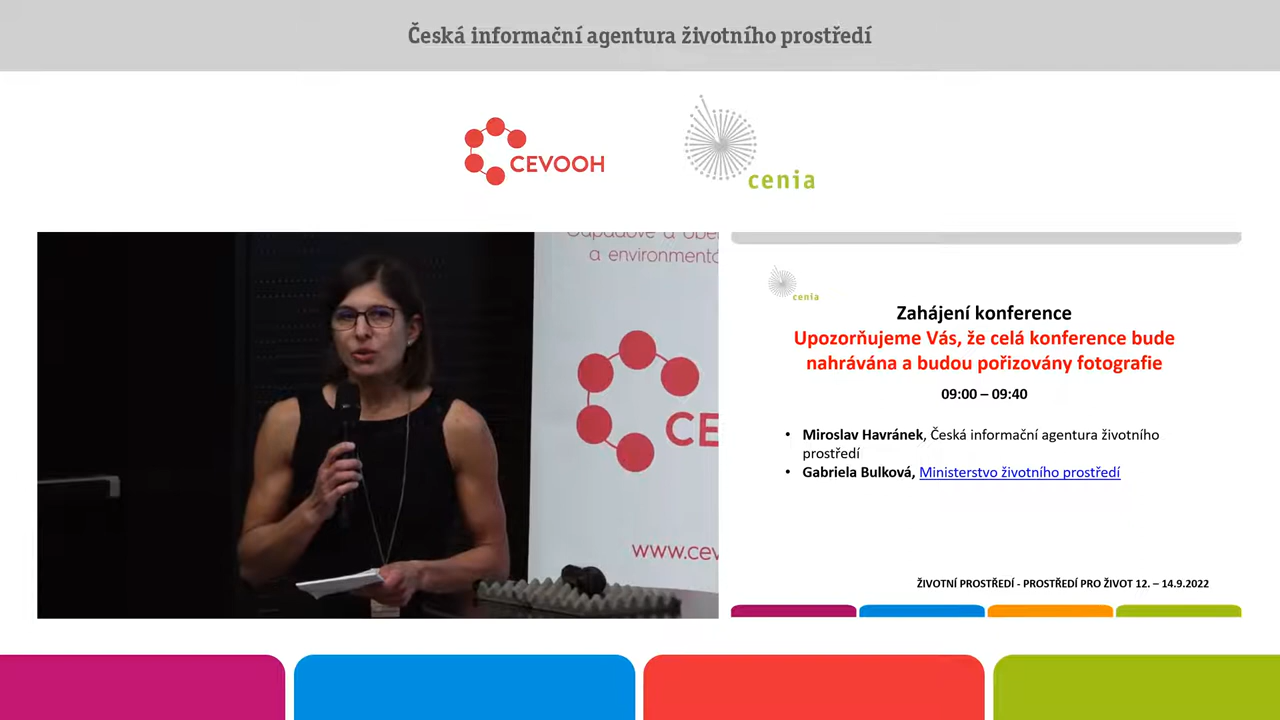 Česká informační agentura životního prostředí
CEVOOH
cenia
a environment
CE
www.cev
cenia
Zahájení konference
Upozorňujeme Vás, že celá konference bude
nahrávána a budou pořizovány fotografie
09:00 – 09:40
• Miroslav Havránek, Česká informační agentura životního
prostředí
• Gabriela Bulková, Ministerstvo životního prostředí
ŽIVOTNÍ PROSTŘEDÍ - PROSTŘEDÍ PRO ŽIVOT 12. – 14.9.2022